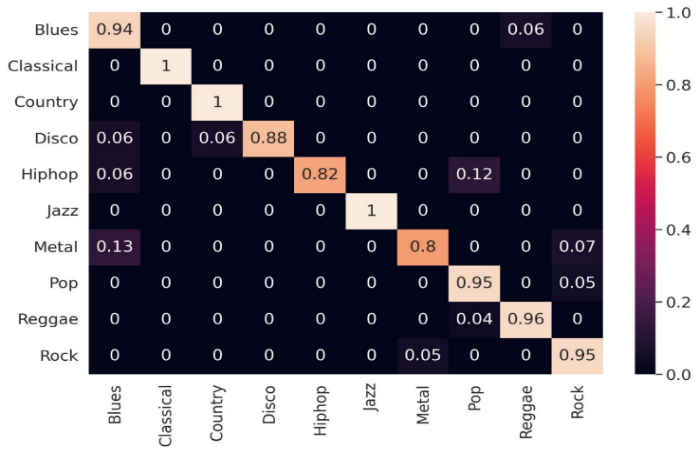 Blues 0.94 0 0 0 0 0 0 0 0.06 0
Classical 0 1 0 0 0 0 0 0 0 0
Country 0 0 1 0 0 0 0 0 0 0
Disco 0.06 0 0.06 0.88 0 0 0 0 0 0
Hiphop 0.06 0 0 0 0.82 0 0 0.12 0 0
Jazz 0 0 0 0 0 1 0 0 0 0
Metal 0.13 0 0 0 0 0 0.8 0 0 0.07
Pop 0 0 0 0 0 0 0 0.95 0 0.05
Reggae 0 0 0 0 0 0 0 0.04 0.96 0
Rock 0 0 0 0 0 0 0.05 0 0 0.95
Blues Classical Country Disco Hiphop Jazz Metal Pop Reggae Rock
1.0
0.8
0.6
0.4
0.2
0.0